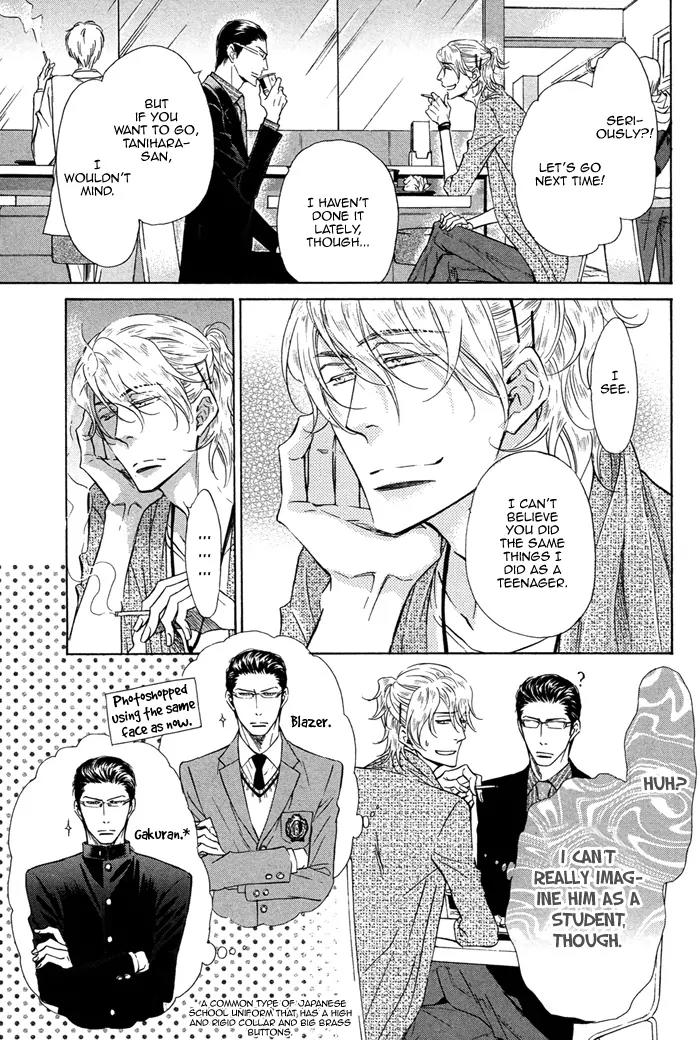 SERI-
OUSLY?!
LET'S GO
NEXT TIME!
I HAVEN'T
DONE IT
LATELY,
THOUGH...
BUT
IF YOU
WANT TO GO,
TANIHARA-
SAN,
I
WOULDN'T
MIND.
I
SEE.
I CAN'T
BELIEVE
YOU DID
THE SAME
THINGS I
DID AS A
TEENAGER.
...
...
...
?
HUH?
I CAN'T
REALLY IMAG-
INE HIM AS A
STUDENT,
THOUGH.
Blazer.
Photoshopped
using the same
face as now.
Gakuran.*
*A COMMON TYPE OF JAPANESE
SCHOOL UNIFORM THAT HAS A HIGH
AND RIGID COLLAR AND BIG BRASS
BUTTONS.